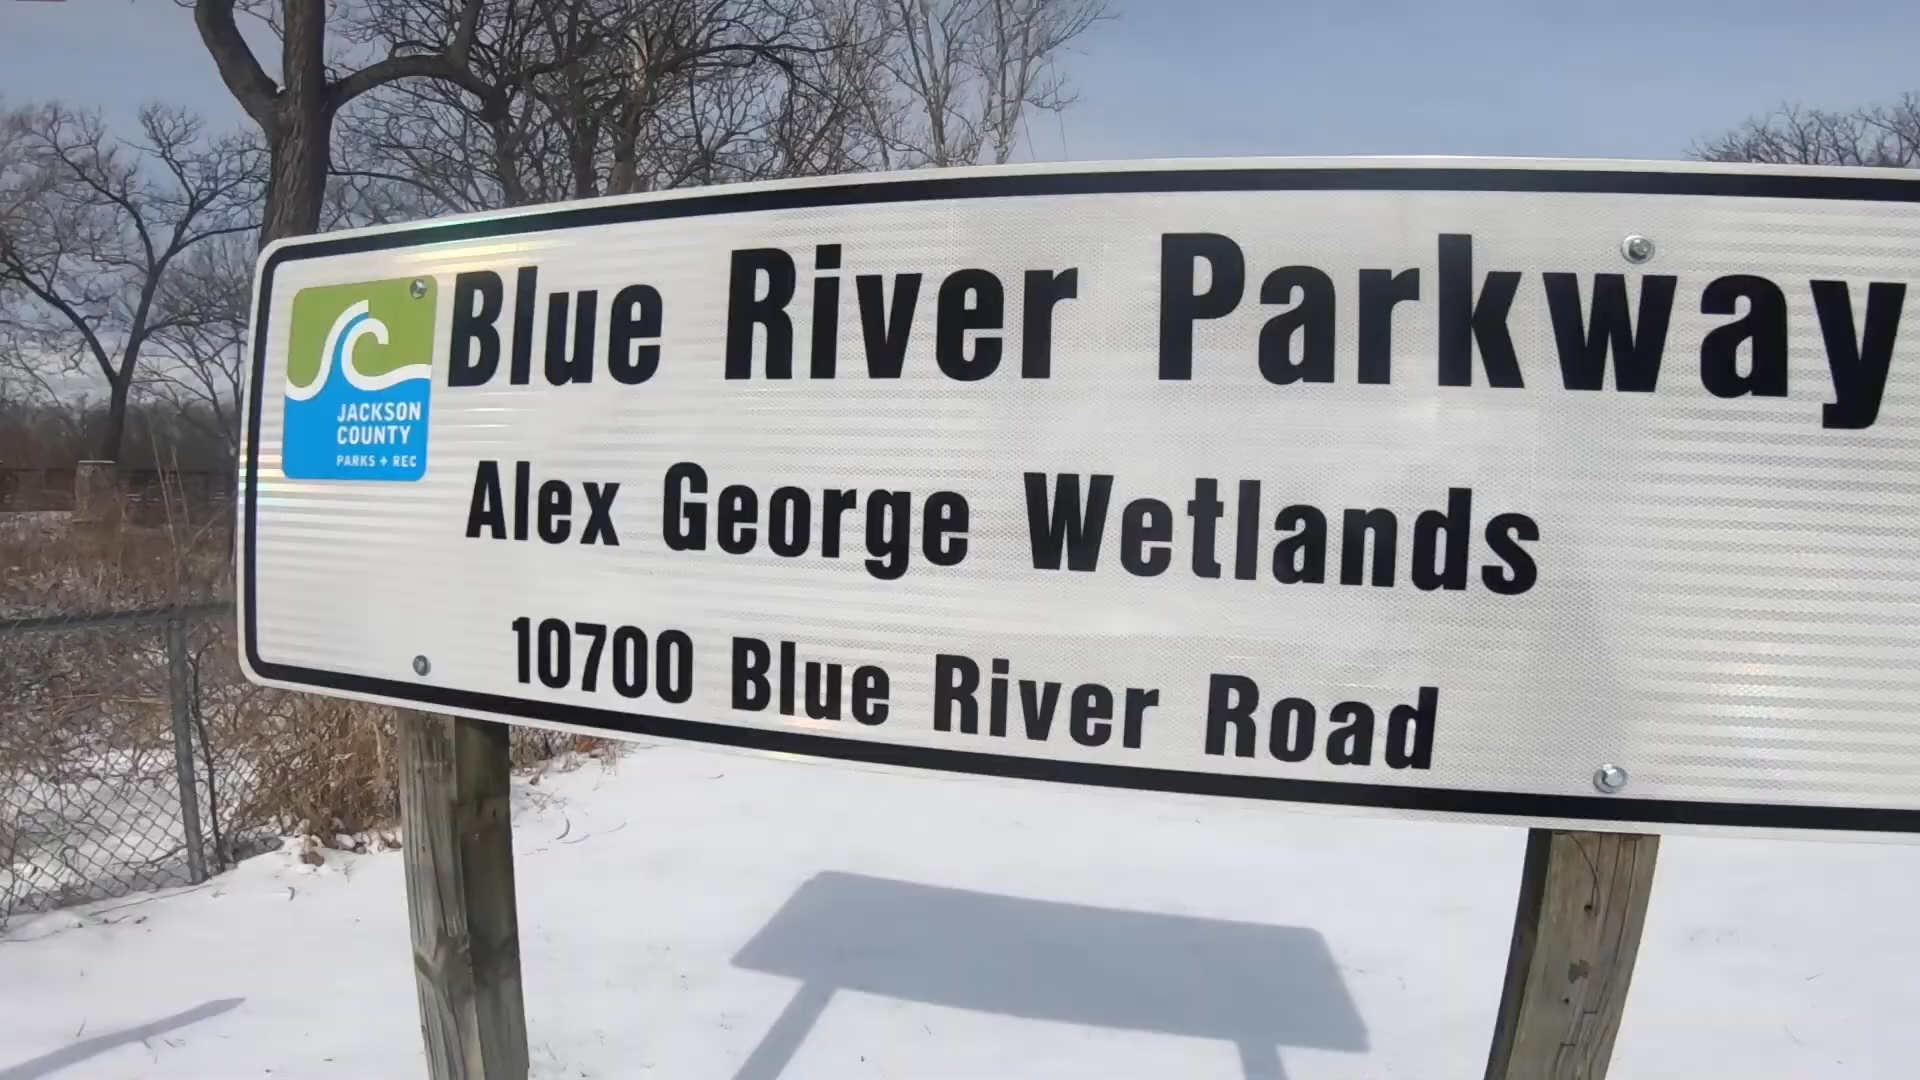 Blue River Parkway
JACKSON
COUNTY
PARKS + REC
Alex George Wetlands
10700 Blue River Road